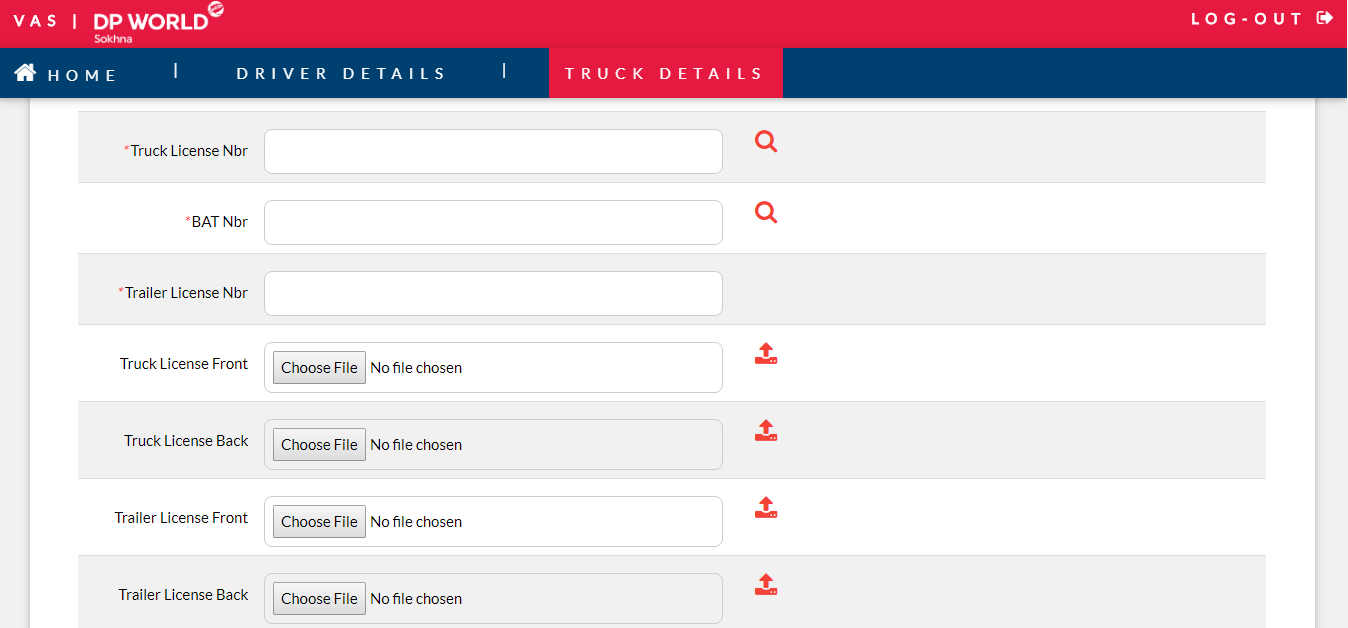 VAS | DP WORLD
Sokhna
LOG-OUT
HOME | DRIVER DETAILS | TRUCK DETAILS
*Truck License Nbr
*BAT Nbr
*Trailer License Nbr
Truck License Front Choose File No file chosen
Truck License Back Choose File No file chosen
Trailer License Front Choose File No file chosen
Trailer License Back Choose File No file chosen